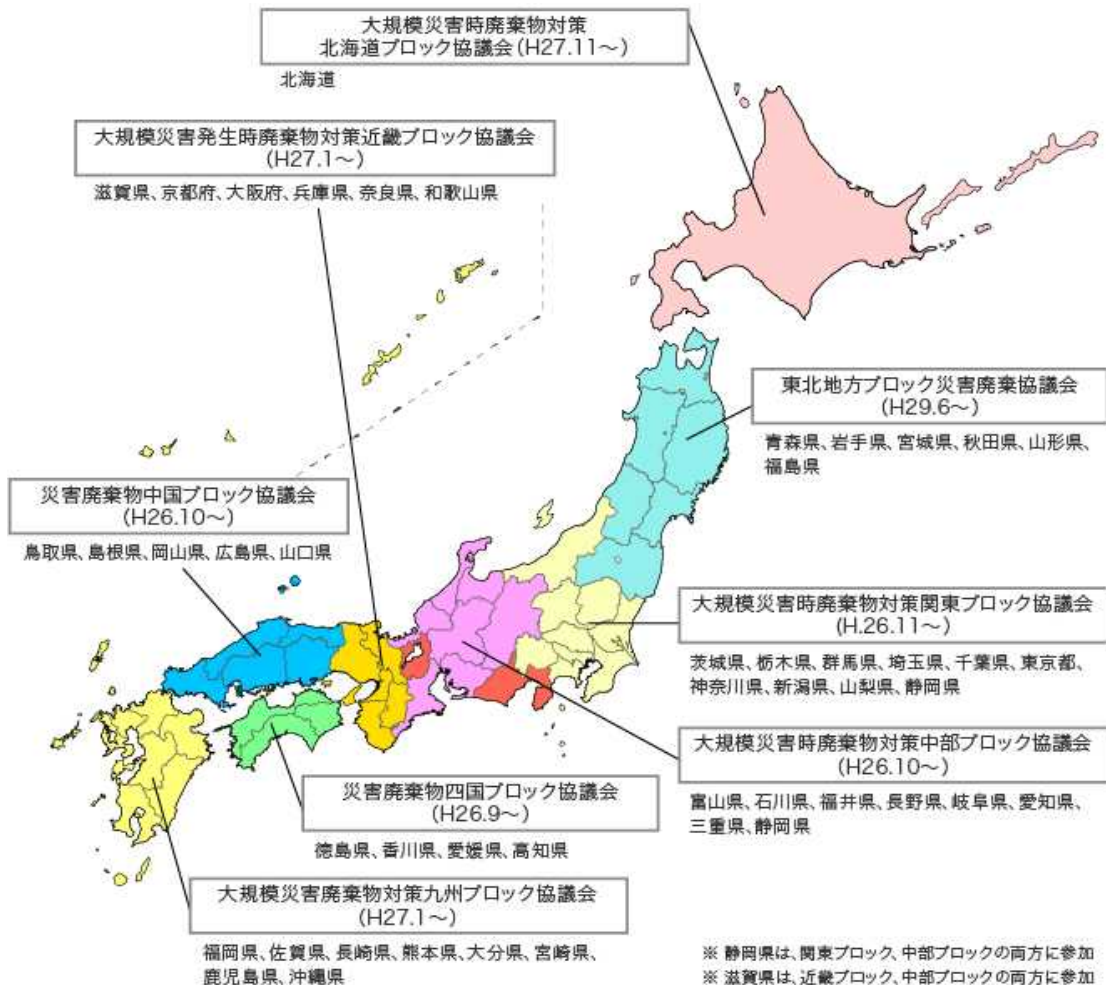 大規模災害時廃棄物対策
北海道ブロック協議会(H27.11～)
北海道
大規模災害発生時廃棄物対策近畿ブロック協議会
(H27.1～)
滋賀県、京都府、大阪府、兵庫県、奈良県、和歌山県
東北地方ブロック災害廃棄協議会
(H29.6～)
青森県、岩手県、宮城県、秋田県、山形県、
福島県
災害廃棄物中国ブロック協議会
(H26.10～)
鳥取県、島根県、岡山県、広島県、山口県
大規模災害時廃棄物対策関東ブロック協議会
(H.26.11～)
茨城県、栃木県、群馬県、埼玉県、千葉県、東京都、
神奈川県、新潟県、山梨県、静岡県
大規模災害時廃棄物対策中部ブロック協議会
(H26.10～)
富山県、石川県、福井県、長野県、岐阜県、愛知県、
三重県、静岡県
災害廃棄物四国ブロック協議会
(H26.9～)
徳島県、香川県、愛媛県、高知県
大規模災害廃棄物対策九州ブロック協議会
(H27.1～)
福岡県、佐賀県、長崎県、熊本県、大分県、宮崎県、
鹿児島県、沖縄県
※ 静岡県は、関東ブロック、中部ブロックの両方に参加
※ 滋賀県は、近畿ブロック、中部ブロックの両方に参加